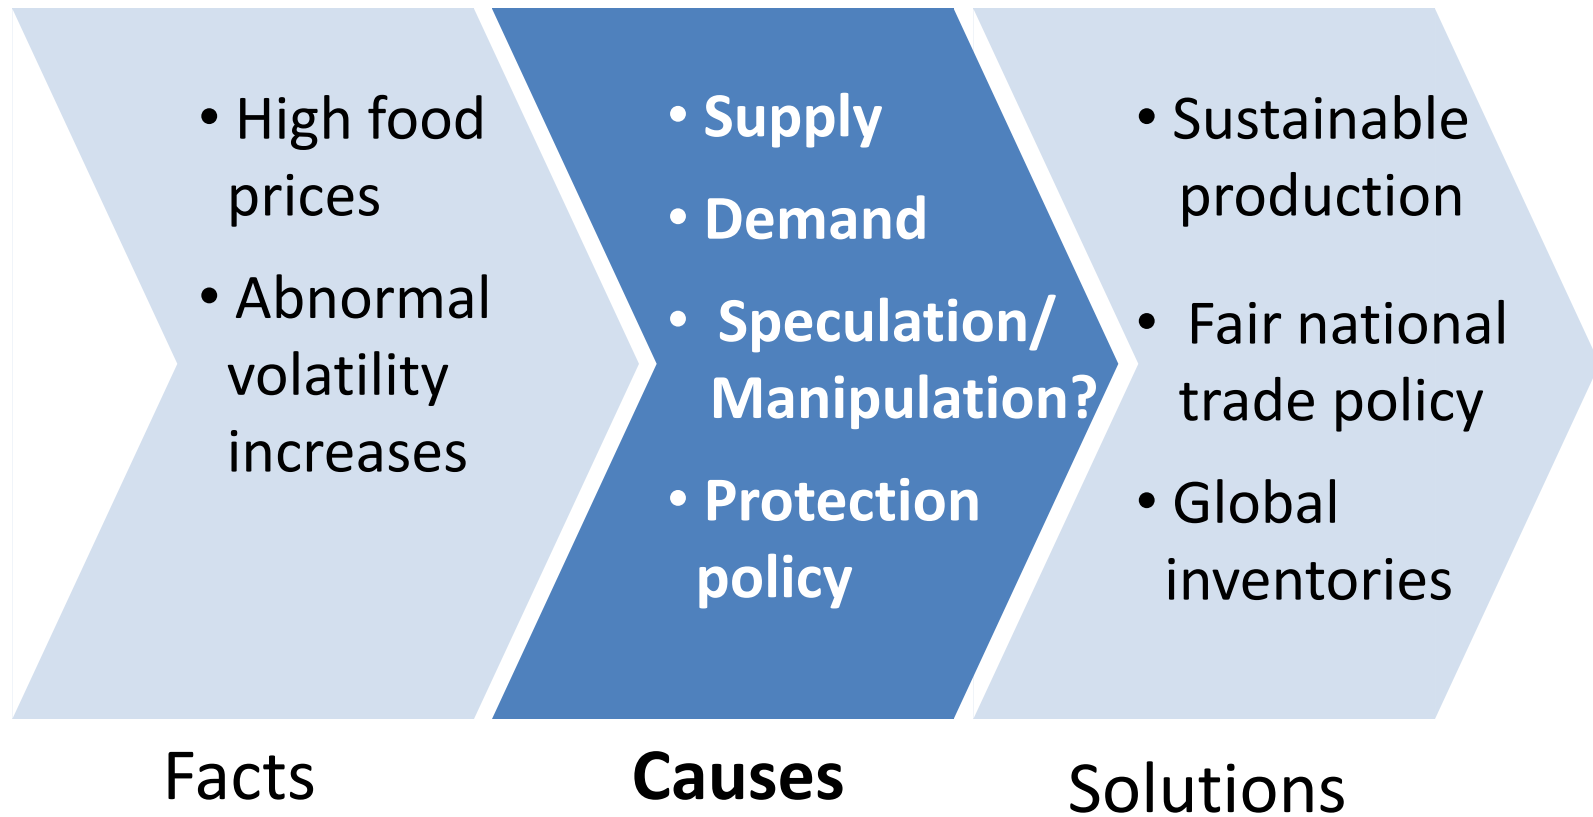 • High food
prices
• Abnormal
volatility
increases
• Supply
• Demand
• Speculation/
Manipulation?
• Protection
policy
• Sustainable
production
• Fair national
trade policy
• Global
inventories
Facts
Causes
Solutions